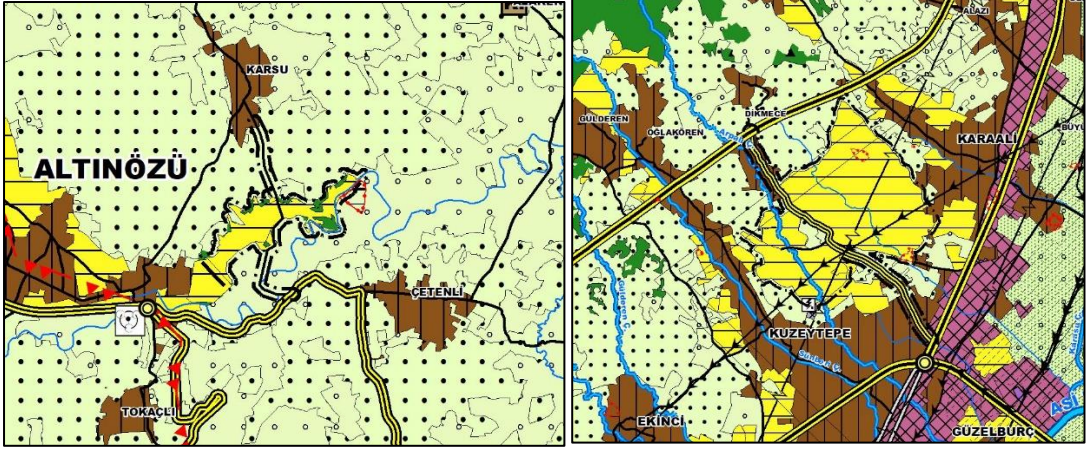 KARSU
ALTINÖZÜ
ÇETENLİ
TOKAÇLI
ALAZI
DİKMECE
GÜLDEREN
OĞLAKÖREN
KARAALİ
KUZEYTEPE
EKİNCİ
ASİ
GÜZELBURÇ